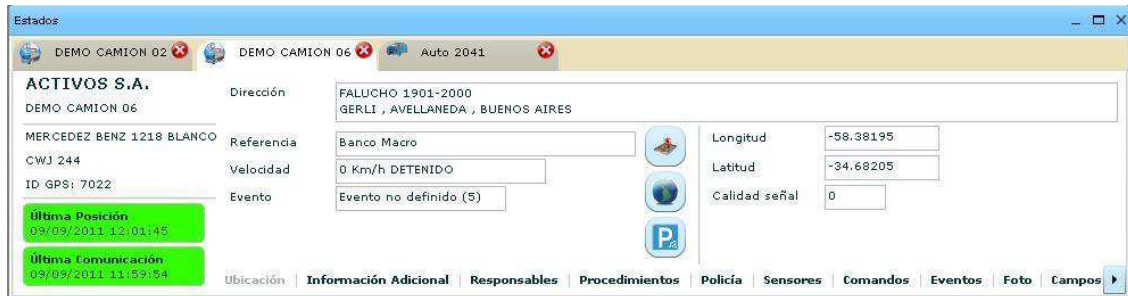 Estados
DEMO CAMION 02
DEMO CAMION 06
Auto 2041
ACTIVOS S.A.
DEMO CAMION 06
MERCEDEZ BENZ 1218 BLANCO
CWJ 244
ID GPS: 7022
Última Posición
09/09/2011 12:01:45
Última Comunicación
09/09/2011 11:59:54
Dirección
FALUCHO 1901-2000
GERLI , AVELLANEDA , BUENOS AIRES
Referencia
Banco Macro
Velocidad
0 Km/h DETENIDO
Evento
Evento no definido (5)
P
Longitud
-58.38195
Latitud
-34.68205
Calidad señal
0
Ubicación Información Adicional Responsables Procedimientos Policía Sensores Comandos Eventos Foto Campos